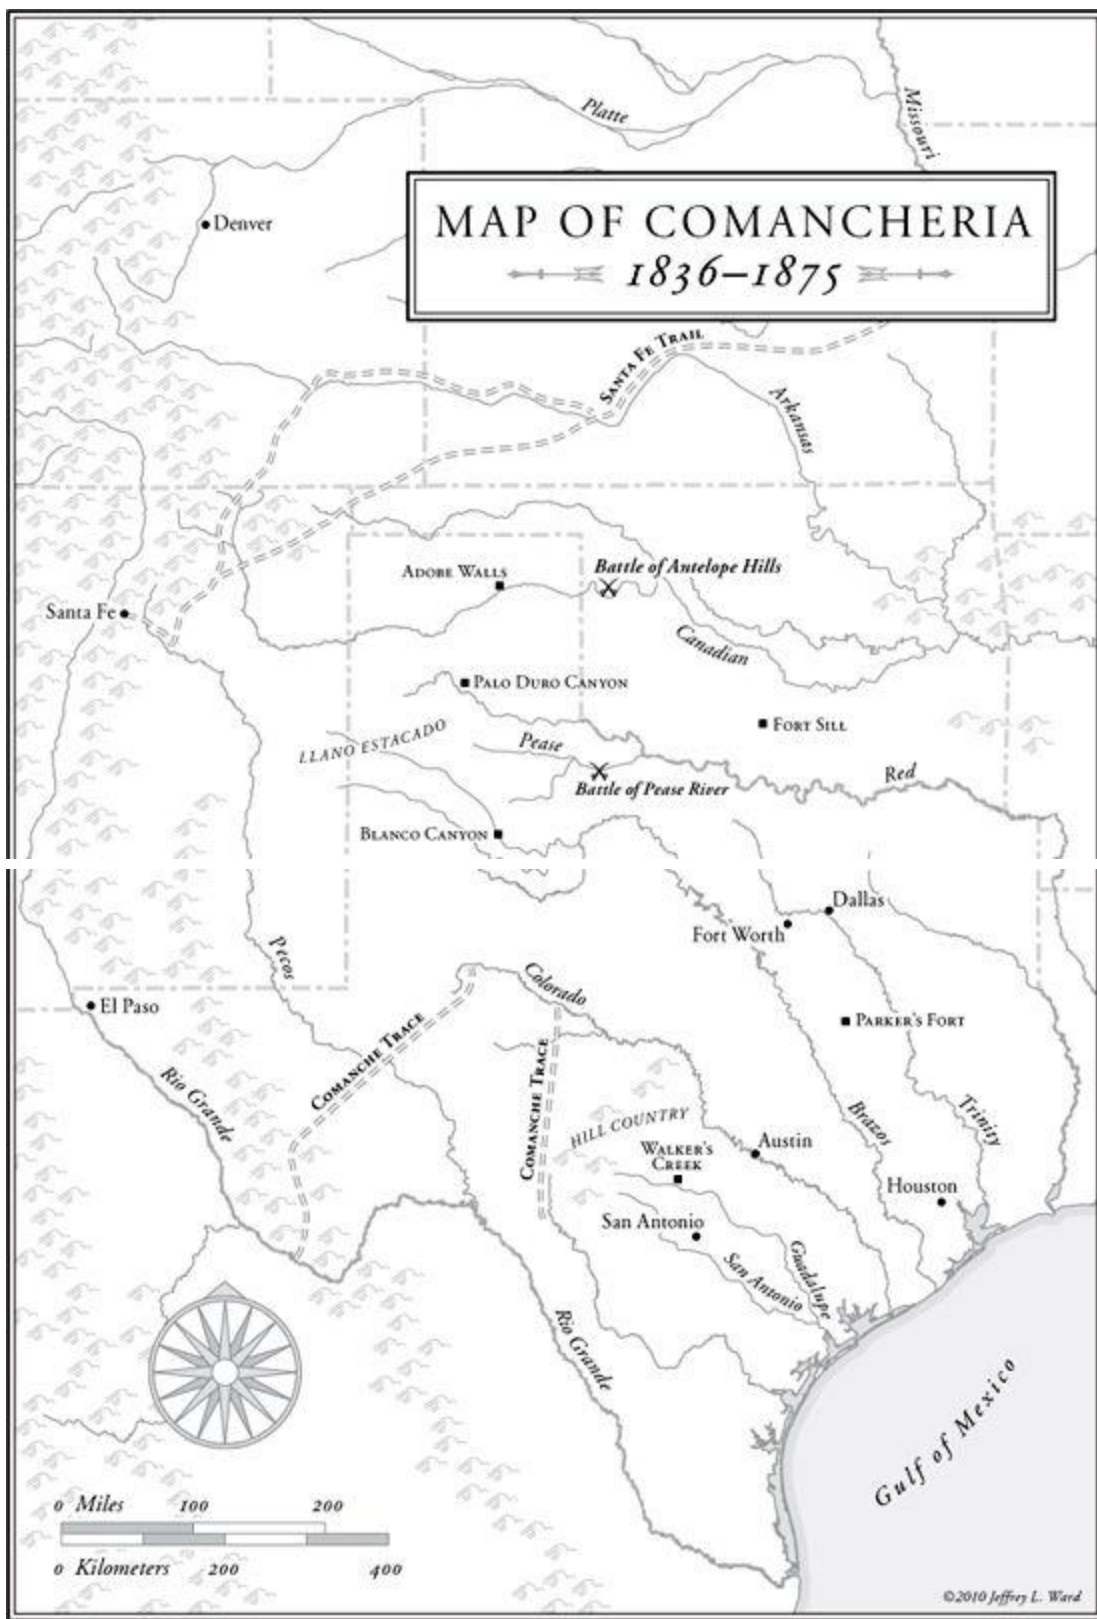 Platte
Missouri
MAP OF COMANCHERIA
1836–1875
Denver
SANTA FE TRAIL
Arkansas
ADOBE WALLS
Battle of Antelope Hills
Santa Fe
Canadian
PALO DURO CANYON
FORT SILL
LLANO ESTACADO
Pease
Red
Battle of Pease River
BLANCO CANYON
Dallas
Fort Worth
Pecos
Colorado
El Paso
PARKER'S FORT
COMANCHE TRACE
COMANCHE TRACE
Rio Grande
HILL COUNTRY
Brazos
Trinity
WALKER'S
CREEK
Austin
Houston
San Antonio
San Antonio
Guadalupe
Rio Grande
Gulf of Mexico
0 Miles 100 200
0 Kilometers 200 400
©2010 Jeffrey L. Ward